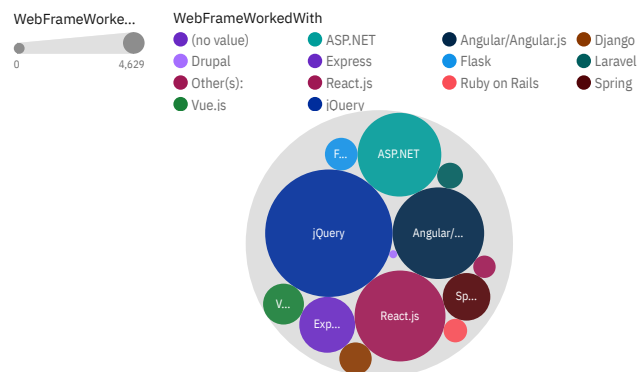 WebFrameWorke...
0
4,629
WebFrameWorkedWith
(no value)
ASP.NET
Angular/Angular.js
Django
Drupal
Express
Flask
Laravel
Other(s):
React.js
Ruby on Rails
Spring
Vue.js
jQuery
F...
ASP.NET
jQuery
Angular/...
V...
Exp...
React.js
Sp...